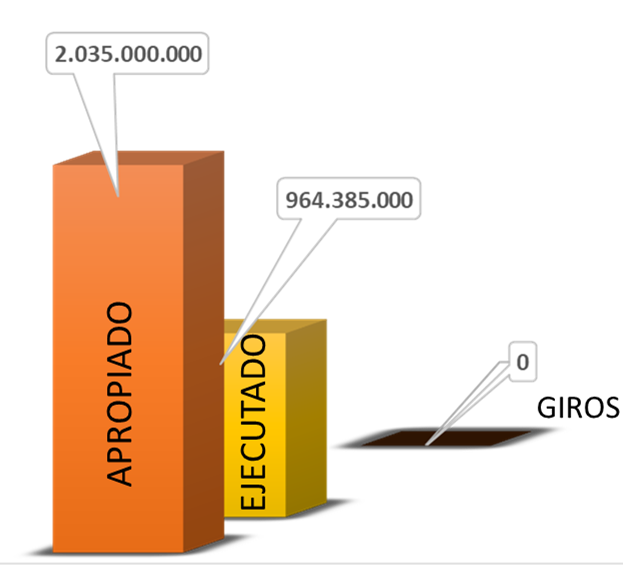 2.035.000.000
964.385.000
APROPIADO
EJECUTADO
0
GIROS